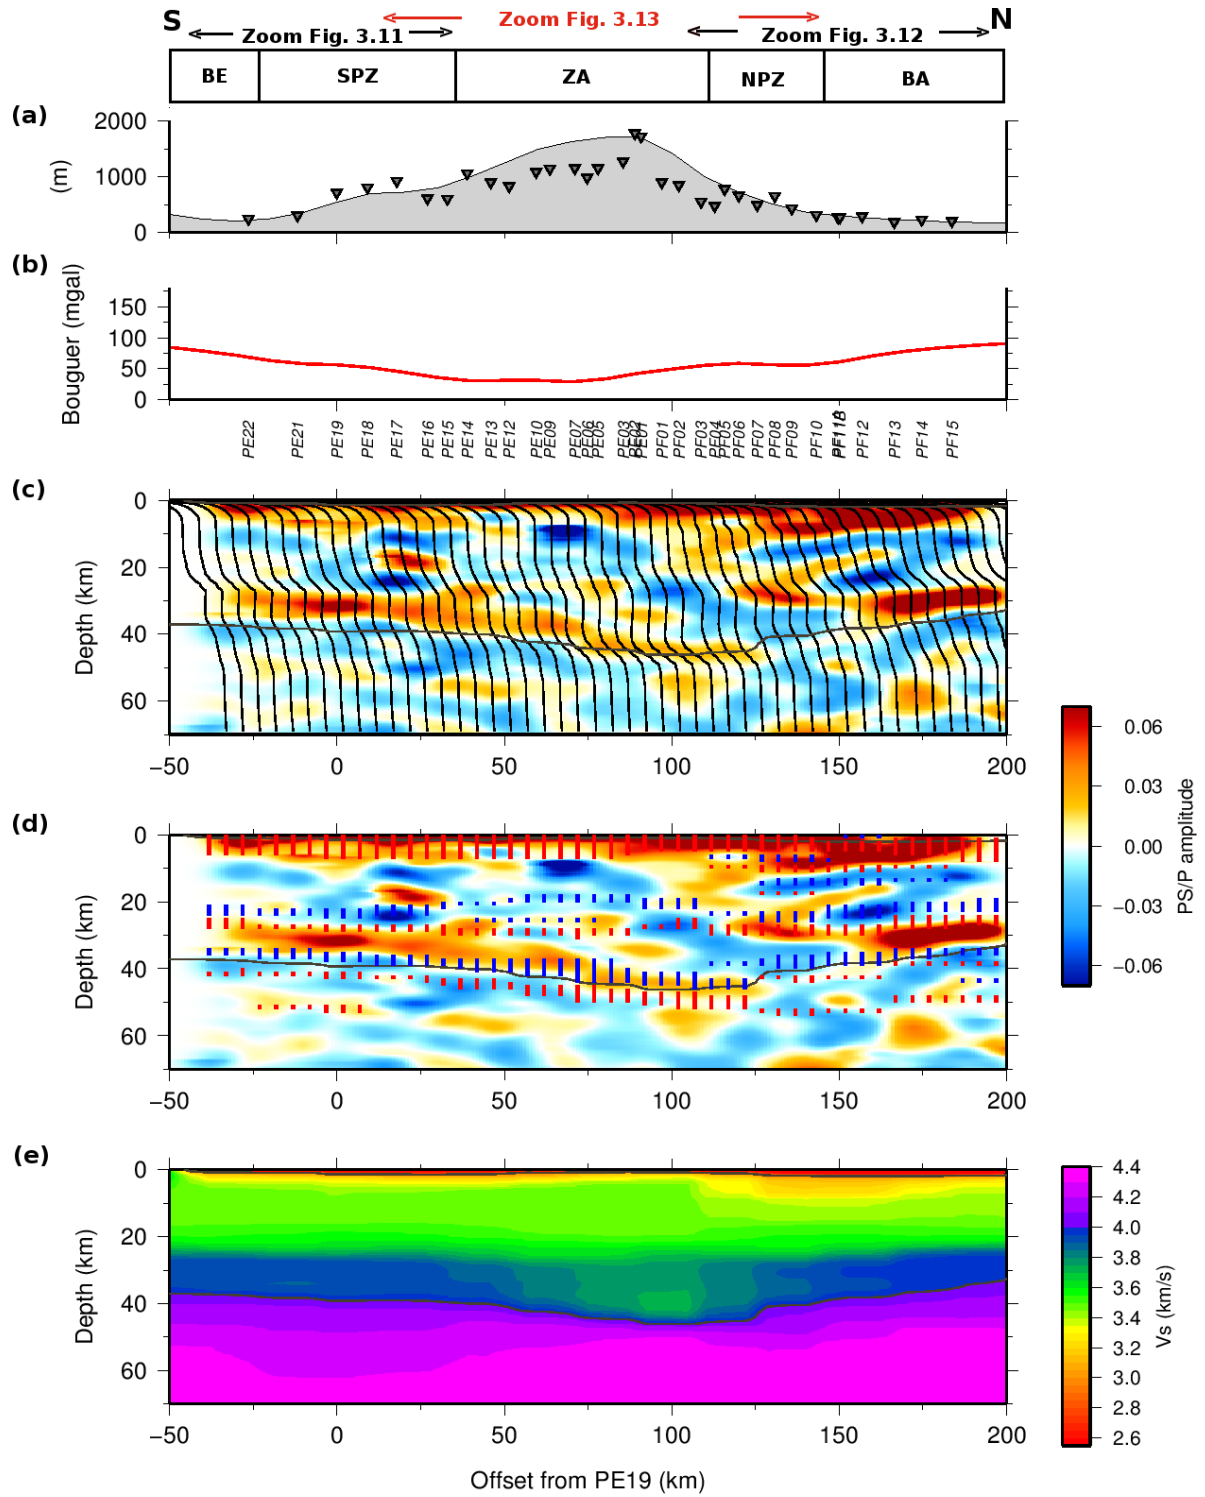 S Zoom Fig. 3.13 N
Zoom Fig. 3.11 Zoom Fig. 3.12
BE SPZ ZA NPZ BA
(a)
2000
1000
0
(m)
(b)
150
100
50
0
Bouguer (mgal)
PE22 PE21 PE19 PE18 PE17 PE16 PE15 PE14 PE13 PE12 PE10 PE09 PE07 PE06 PE05 PE03 PE02 PE01 PF01 PF02 PF03 PF04 PF05 PF06 PF07 PF08 PF09 PF10 PF11B PF12 PF13 PF14 PF15
(c)
0
20
40
60
Depth (km)
−50 0 50 100 150 200
0.06
0.03
0.00
−0.03
−0.06
PS/P amplitude
(d)
0
20
40
60
Depth (km)
−50 0 50 100 150 200
(e)
0
20
40
60
Depth (km)
−50 0 50 100 150 200
Offset from PE19 (km)
4.4
4.2
4.0
3.8
3.6
3.4
3.2
3.0
2.8
2.6
Vs (km/s)